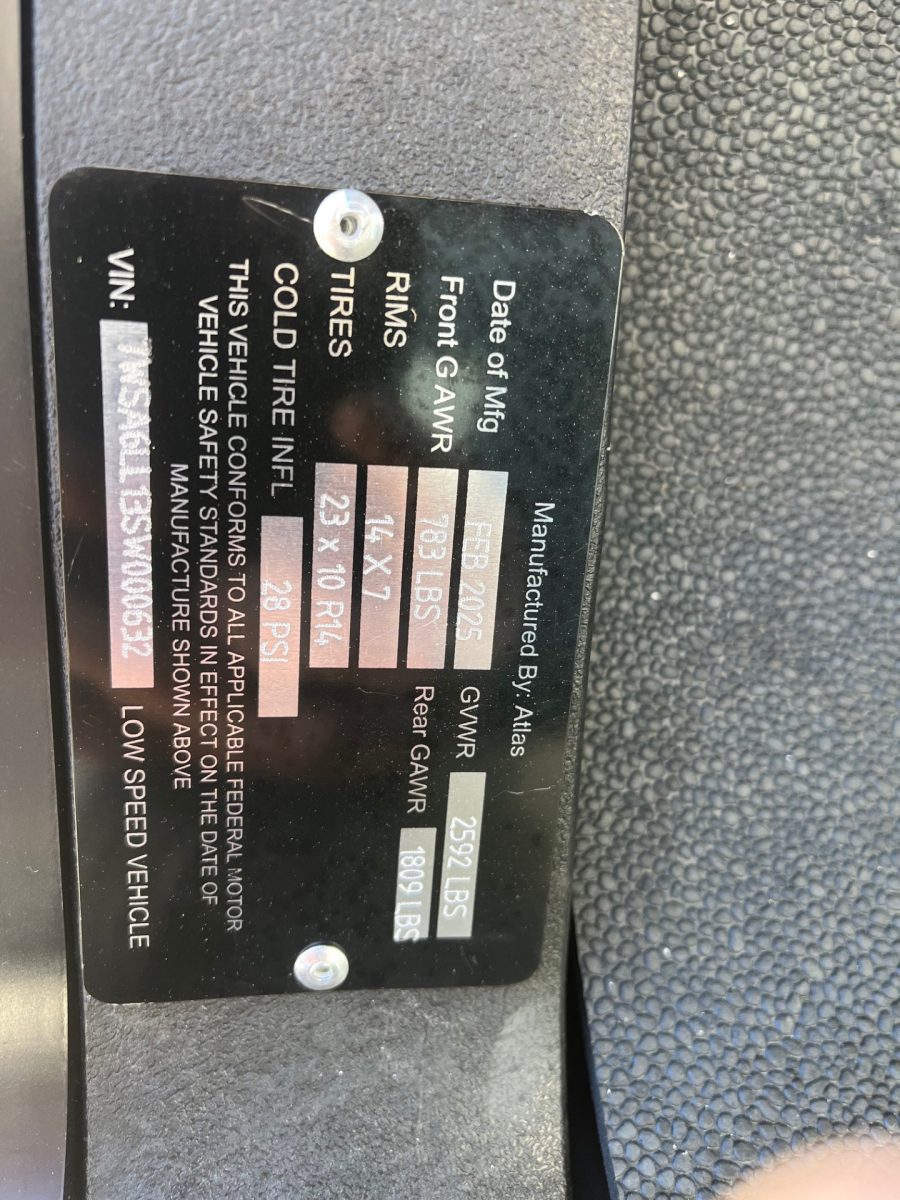 Manufactured By: Atlas
Date of Mfg FEB 2025 GVWR 2592 LBS
Front G AWR 783 LBS Rear GAWR 1809 LBS
RIMS 14 X 7
TIRES 23 x 10 R14
COLD TIRE INFL 28 PSI
THIS VEHICLE CONFORMS TO ALL APPLICABLE FEDERAL MOTOR
VEHICLE SAFETY STANDARDS IN EFFECT ON THE DATE OF
MANUFACTURE SHOWN ABOVE
VIN: LOW SPEED VEHICLE